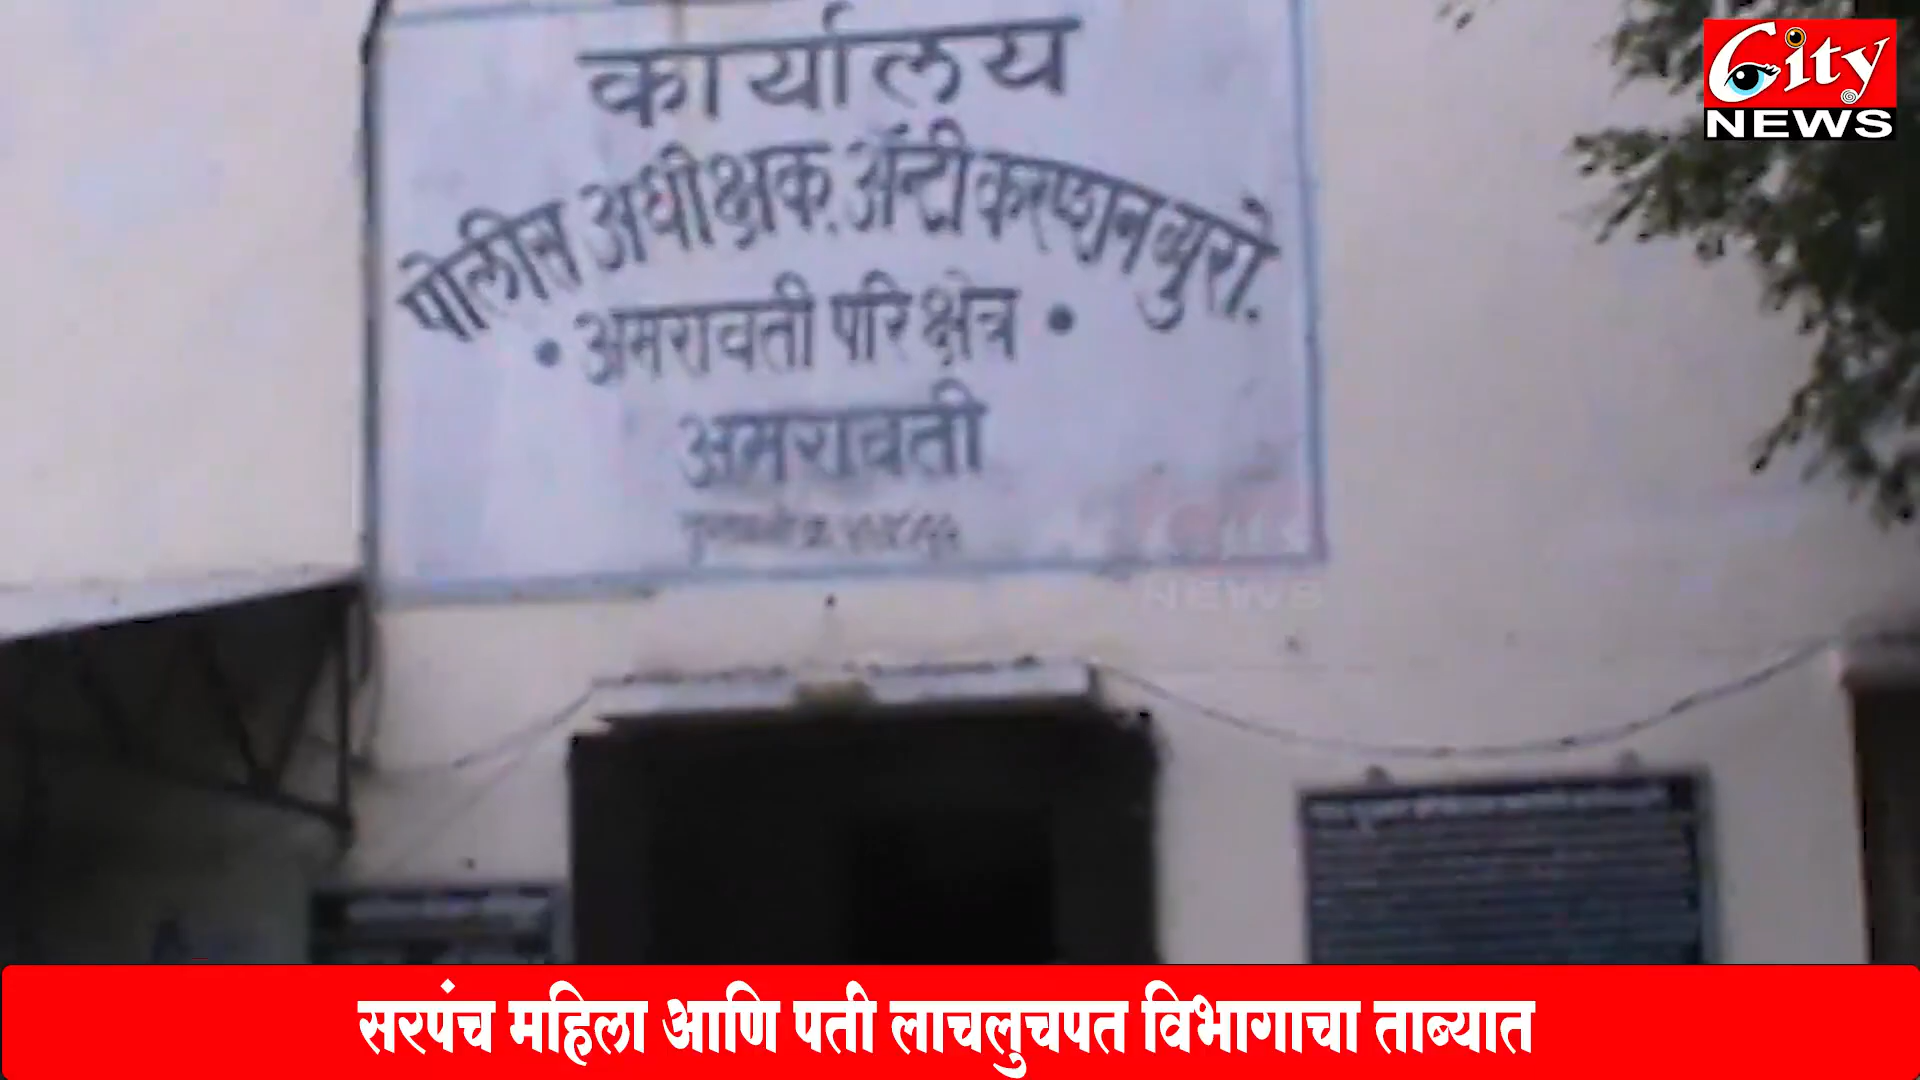 City
NEWS
कार्यालय
पोलीस अधीक्षक, अँन्टी करप्शन ब्युरो.
• अमरावती परिक्षेत्र •
अमरावती
सरपंच महिला आणि पती लाचलुचपत विभागाचा ताब्यात